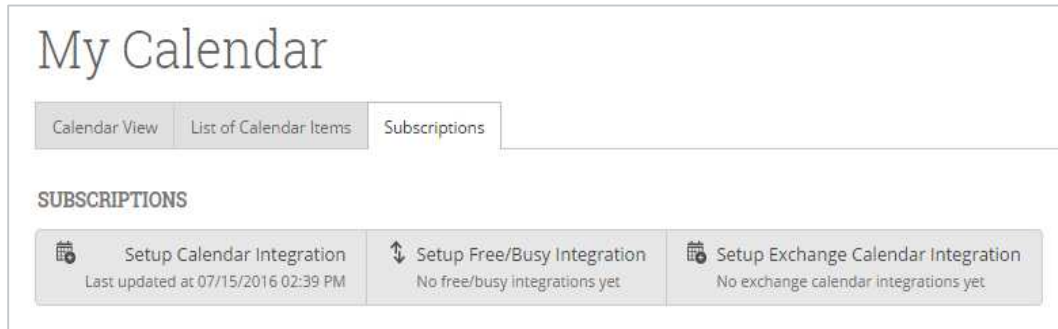 My Calendar
Calendar View List of Calendar Items Subscriptions
SUBSCRIPTIONS
Setup Calendar Integration Setup Free/Busy Integration Setup Exchange Calendar Integration
Last updated at 07/15/2016 02:39 PM No free/busy integrations yet No exchange calendar integrations yet